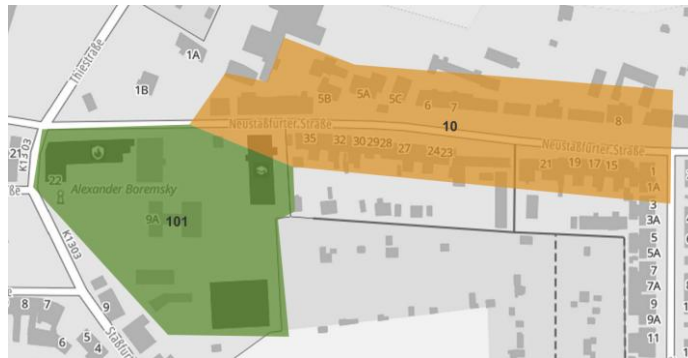 Thiestraße
1A
1B
5B
5A
5C
6
7
8
10
Neustaßfurter Straße
Neustaßfurter Straße
35
32
30
29
28
27
24
23
21
19
17
15
1
1A
3
3A
5
5A
7
7A
9
9A
11
21
K1303
22
Alexander Boremsky
9A
101
K1303
Staßfurter
8
7
9
6
5
4